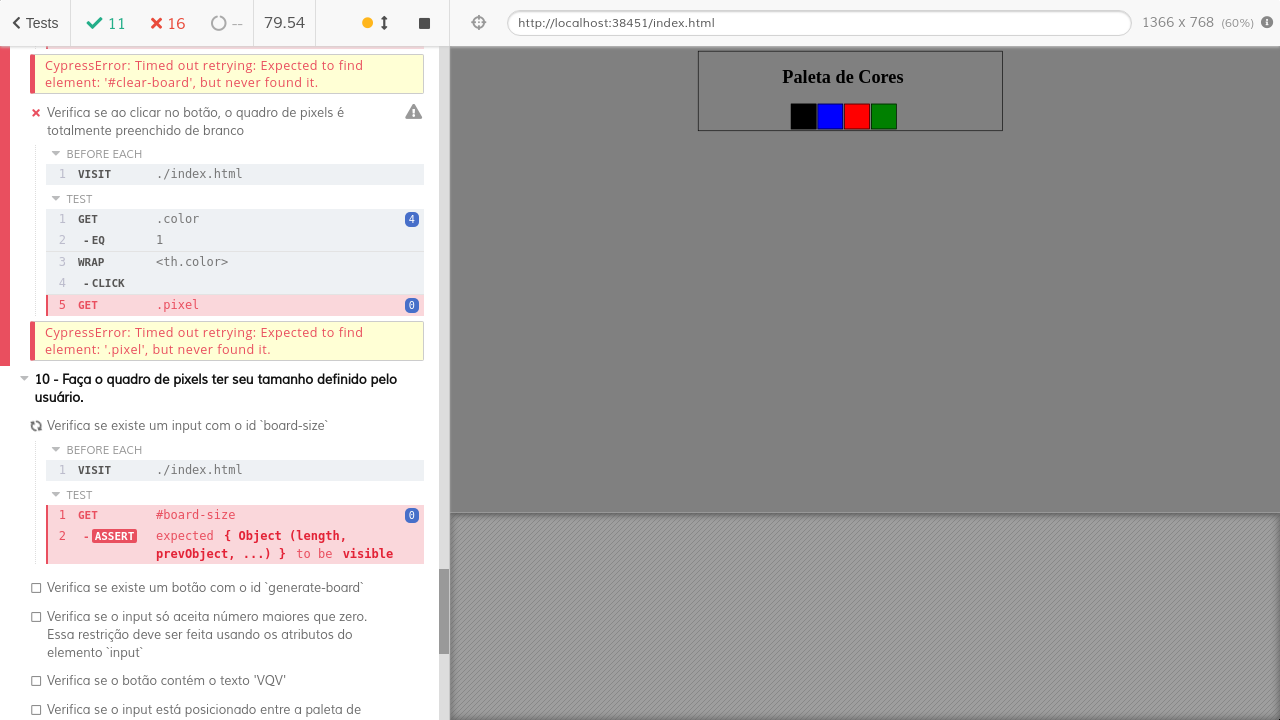 Tests
11
16
--
79.54
http://localhost:38451/index.html
1366 x 768 (60%)
CypressError: Timed out retrying: Expected to find
element: '#clear-board', but never found it.
Verifica se ao clicar no botão, o quadro de pixels é
totalmente preenchido de branco
BEFORE EACH
1 VISIT ./index.html
TEST
1 GET .color 4
2 -EQ 1
3 WRAP <th.color>
4 -CLICK
5 GET .pixel 0
CypressError: Timed out retrying: Expected to find
element: '.pixel', but never found it.
10 - Faça o quadro de pixels ter seu tamanho definido pelo
usuário.
Verifica se existe um input com o id `board-size`
BEFORE EACH
1 VISIT ./index.html
TEST
1 GET #board-size 0
2 -ASSERT expected { Object (length,
prevObject, ...) } to be visible
Verifica se existe um botão com o id `generate-board`
Verifica se o input só aceita número maiores que zero.
Essa restrição deve ser feita usando os atributos do
elemento `input`
Verifica se o botão contém o texto 'VQV'
Verifica se o input está posicionado entre a paleta de
Paleta de Cores